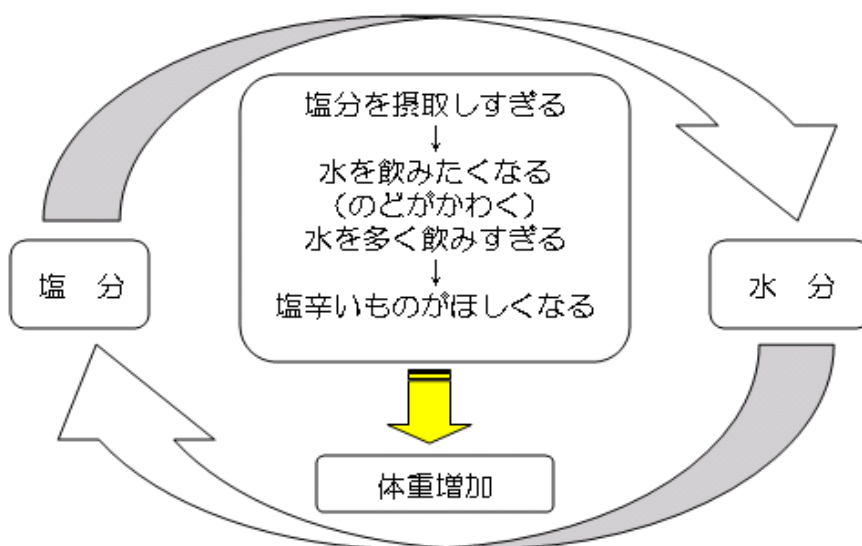 塩分を摂取しすぎる
↓
水を飲みたくなる
（のどがかわく）
水を多く飲みすぎる
↓
塩辛いものがほしくなる
塩　分
水　分
体重増加